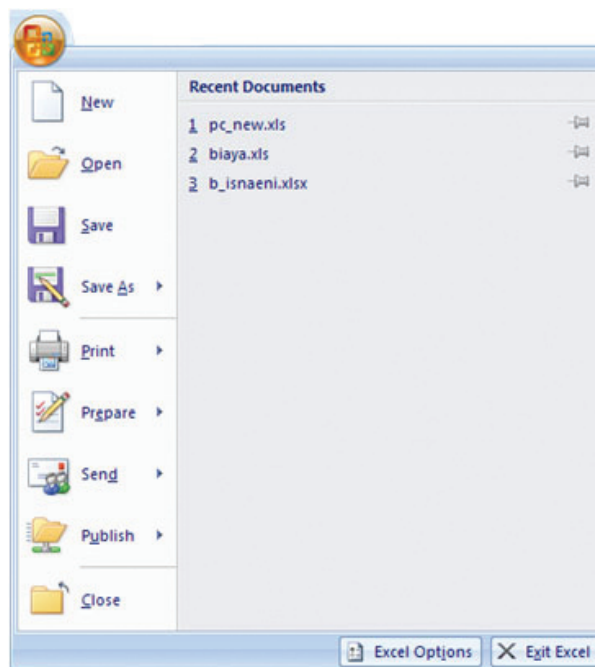 New
Open
Save
Save As
Print
Prepare
Send
Publish
Close
Recent Documents
1 pc_new.xls
2 biaya.xls
3 b_isnaeni.xlsx
Excel Options
Exit Excel